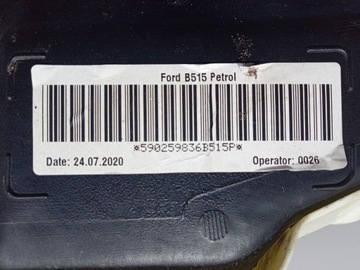 Ford B515 Petrol
*590259836B515P*
Date: 24.07.2020 Operator: 0026